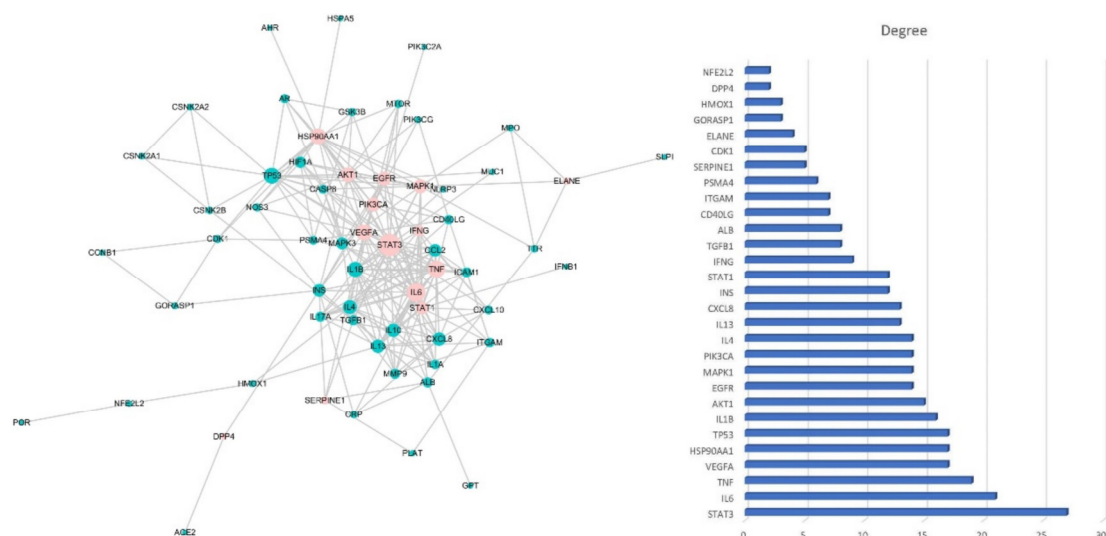 HSPA5
AHR
PIK3C2A
CSNK2A2
AR
GSK3B
MTOR
PIK3CG
HSP90AA1
MPO
CSNK2A1
HIF1A
TP53
AKT1
EGFR
MAPK1
NLRP3
MUC1
SLPI
ELANE
CASP8
PIK3CA
CSNK2B
NOS3
CD40LG
VEGFA
IFNG
CDK1
PSMA4
MAPK3
STAT3
CCL2
TTR
CCNB1
IL1B
TNF
ICAM1
IFNB1
INS
IL6
GORASP1
IL4
STAT1
CXCL10
IL17A
TGFB1
IL10
CXCL8
ITGAM
IL13
IL1A
MMP9
ALB
HMOX1
SERPINE1
NFE2L2
CRP
POR
DPP4
PLAT
GPT
ACE2
Degree
NFE2L2
DPP4
HMOX1
GORASP1
ELANE
CDK1
SERPINE1
PSMA4
ITGAM
CD40LG
ALB
TGFB1
IFNG
STAT1
INS
CXCL8
IL13
IL4
PIK3CA
MAPK1
EGFR
AKT1
IL1B
TP53
HSP90AA1
VEGFA
TNF
IL6
STAT3
0 5 10 15 20 25 30